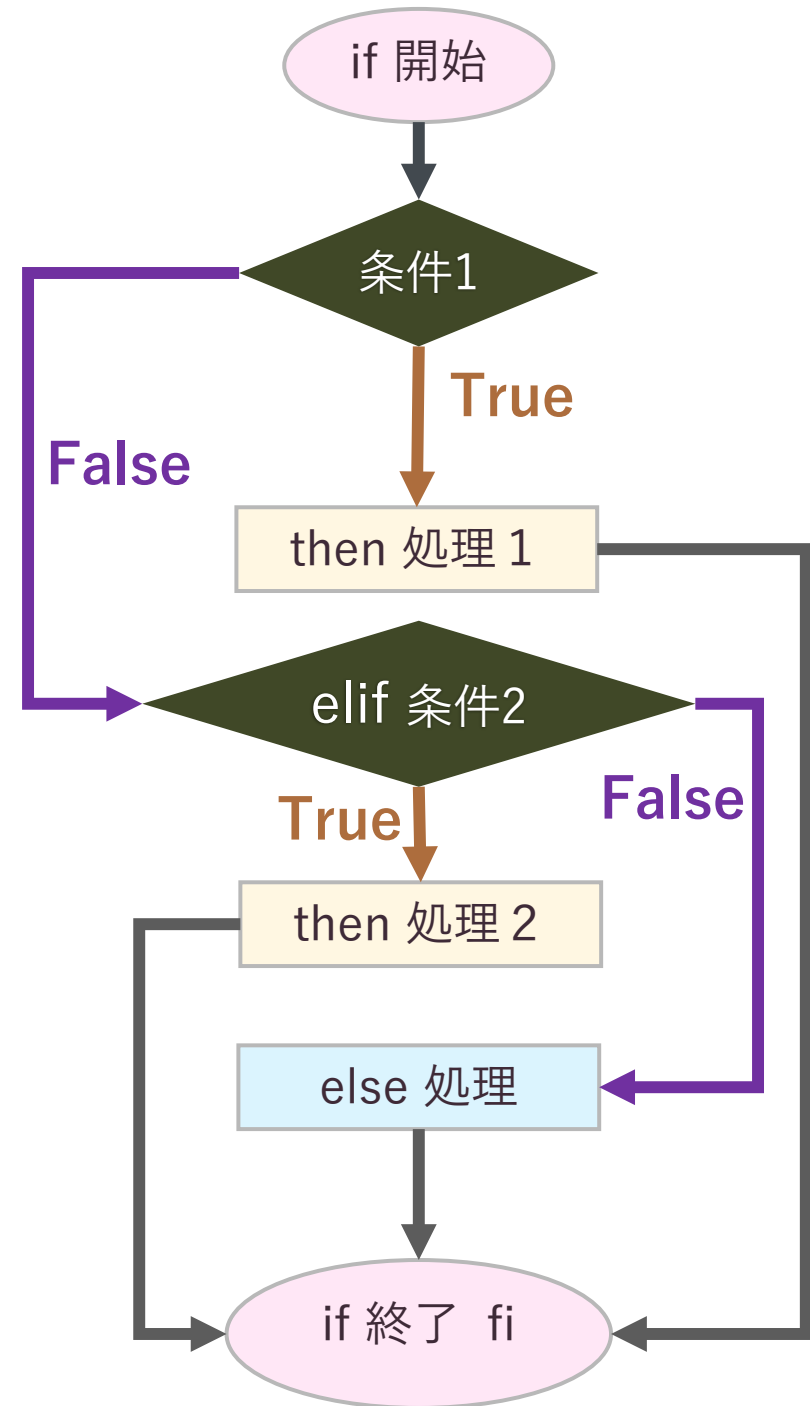 if 開始
条件1
True
False
then 処理１
elif 条件2
True
False
then 処理２
else 処理
if 終了 fi